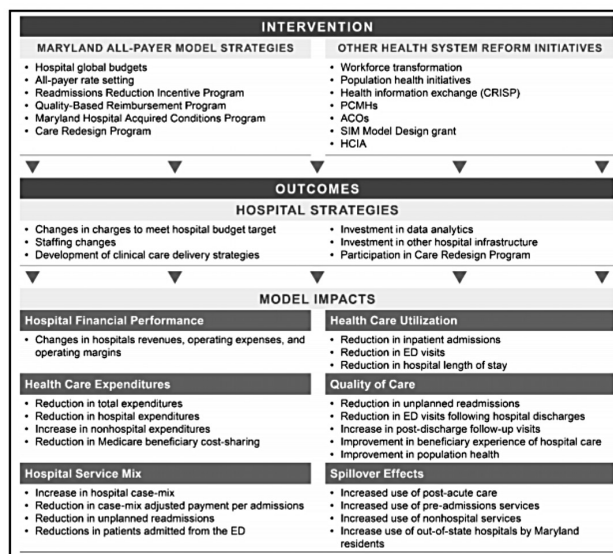 INTERVENTION
MARYLAND ALL-PAYER MODEL STRATEGIES
• Hospital global budgets
• All-payer rate setting
• Readmissions Reduction Incentive Program
• Quality-Based Reimbursement Program
• Maryland Hospital Acquired Conditions Program
• Care Redesign Program
OTHER HEALTH SYSTEM REFORM INITIATIVES
• Workforce transformation
• Population health initiatives
• Health information exchange (CRISP)
• PCMHs
• ACOs
• SIM Model Design grant
• HCIA
OUTCOMES
HOSPITAL STRATEGIES
• Changes in charges to meet hospital budget target
• Staffing changes
• Development of clinical care delivery strategies
• Investment in data analytics
• Investment in other hospital infrastructure
• Participation in Care Redesign Program
MODEL IMPACTS
Hospital Financial Performance
• Changes in hospitals revenues, operating expenses, and
operating margins
Health Care Utilization
• Reduction in inpatient admissions
• Reduction in ED visits
• Reduction in hospital length of stay
Health Care Expenditures
• Reduction in total expenditures
• Reduction in hospital expenditures
• Increase in nonhospital expenditures
• Reduction in Medicare beneficiary cost-sharing
Quality of Care
• Reduction in unplanned readmissions
• Reduction in ED visits following hospital discharges
• Increase in post-discharge follow-up visits
• Improvement in beneficiary experience of hospital care
• Improvement in population health
Hospital Service Mix
• Increase in hospital case-mix
• Reduction in case-mix adjusted payment per admissions
• Reduction in unplanned readmissions
• Reductions in patients admitted from the ED
Spillover Effects
• Increased use of post-acute care
• Increased use of pre-admissions services
• Increased use of nonhospital services
• Increase use of out-of-state hospitals by Maryland
residents